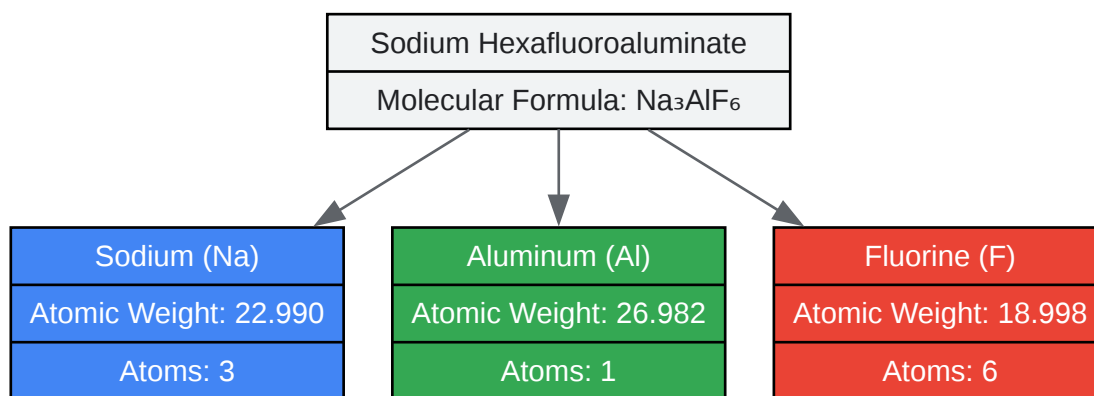 Sodium Hexafluoroaluminate
Molecular Formula: Na₃AlF₆
Sodium (Na)
Atomic Weight: 22.990
Atoms: 3
Aluminum (Al)
Atomic Weight: 26.982
Atoms: 1
Fluorine (F)
Atomic Weight: 18.998
Atoms: 6